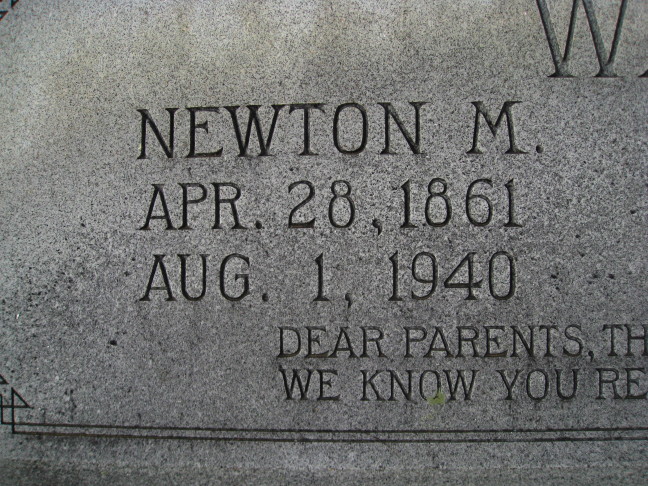 W
NEWTON M.
APR. 28, 1861
AUG. 1, 1940
DEAR PARENTS, TH
WE KNOW YOU RE